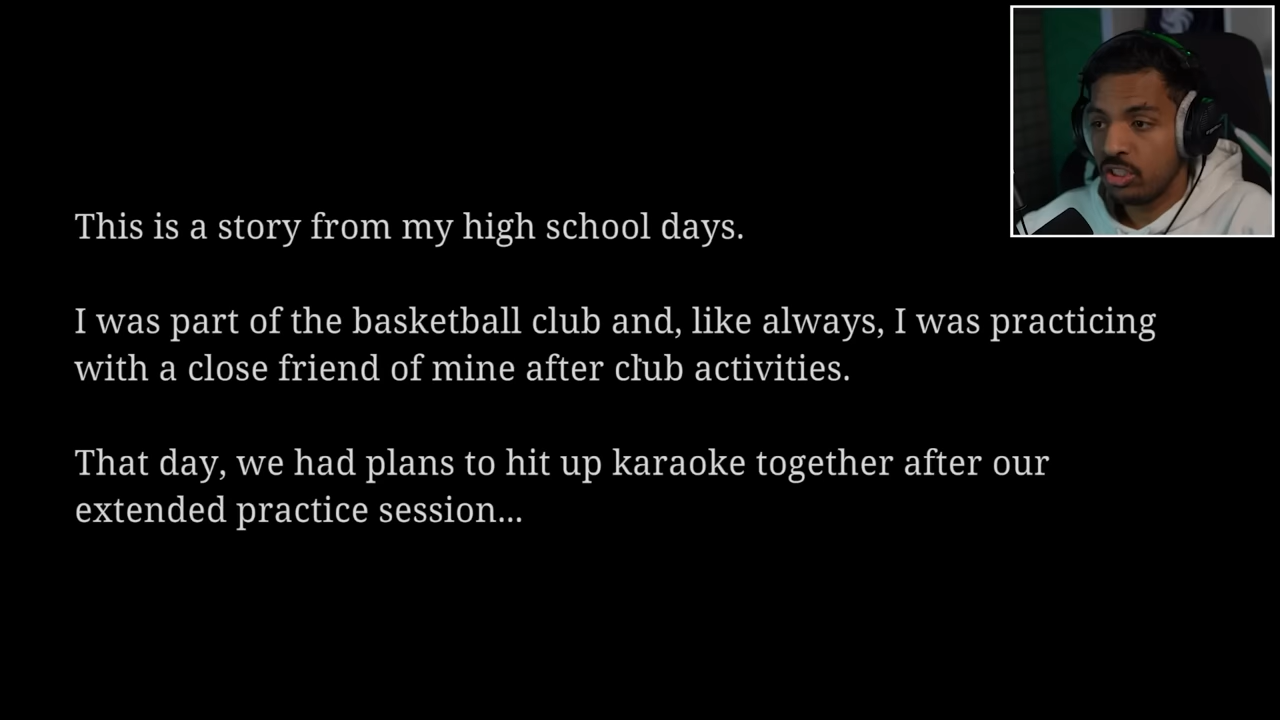 This is a story from my high school days.
I was part of the basketball club and, like always, I was practicing
with a close friend of mine after club activities.
That day, we had plans to hit up karaoke together after our
extended practice session...